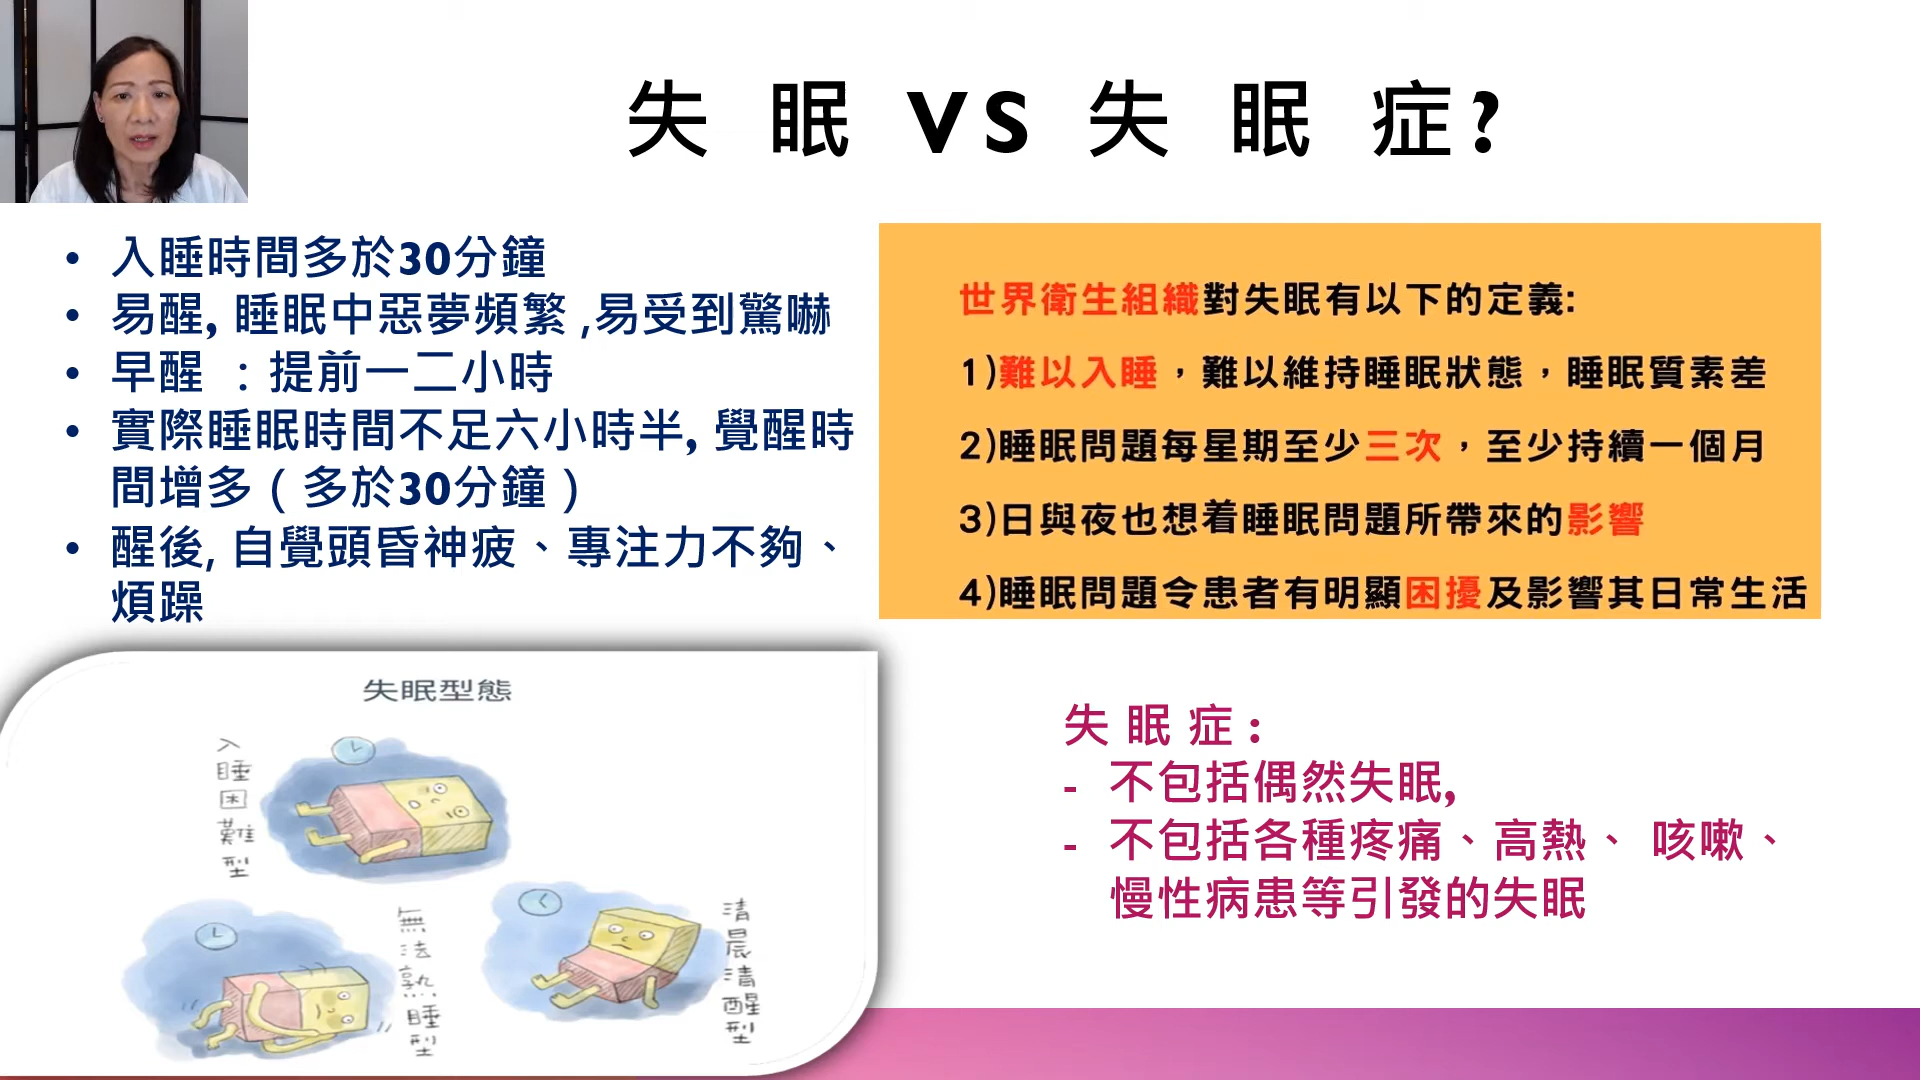 失 眠 VS 失 眠 症?
• 入睡時間多於30分鐘
• 易醒, 睡眠中惡夢頻繁 ,易受到驚嚇
• 早醒 ：提前一二小時
• 實際睡眠時間不足六小時半, 覺醒時
間增多（多於30分鐘）
• 醒後, 自覺頭昏神疲、專注力不夠、
煩躁
世界衛生組織對失眠有以下的定義:
1)難以入睡，難以維持睡眠狀態，睡眠質素差
2)睡眠問題每星期至少三次，至少持續一個月
3)日與夜也想着睡眠問題所帶來的影響
4)睡眠問題令患者有明顯困擾及影響其日常生活
失眠型態
入睡困難型
無法熟睡型
清晨清醒型
失 眠 症 :
- 不包括偶然失眠,
- 不包括各種疼痛、高熱、 咳嗽、
慢性病患等引發的失眠